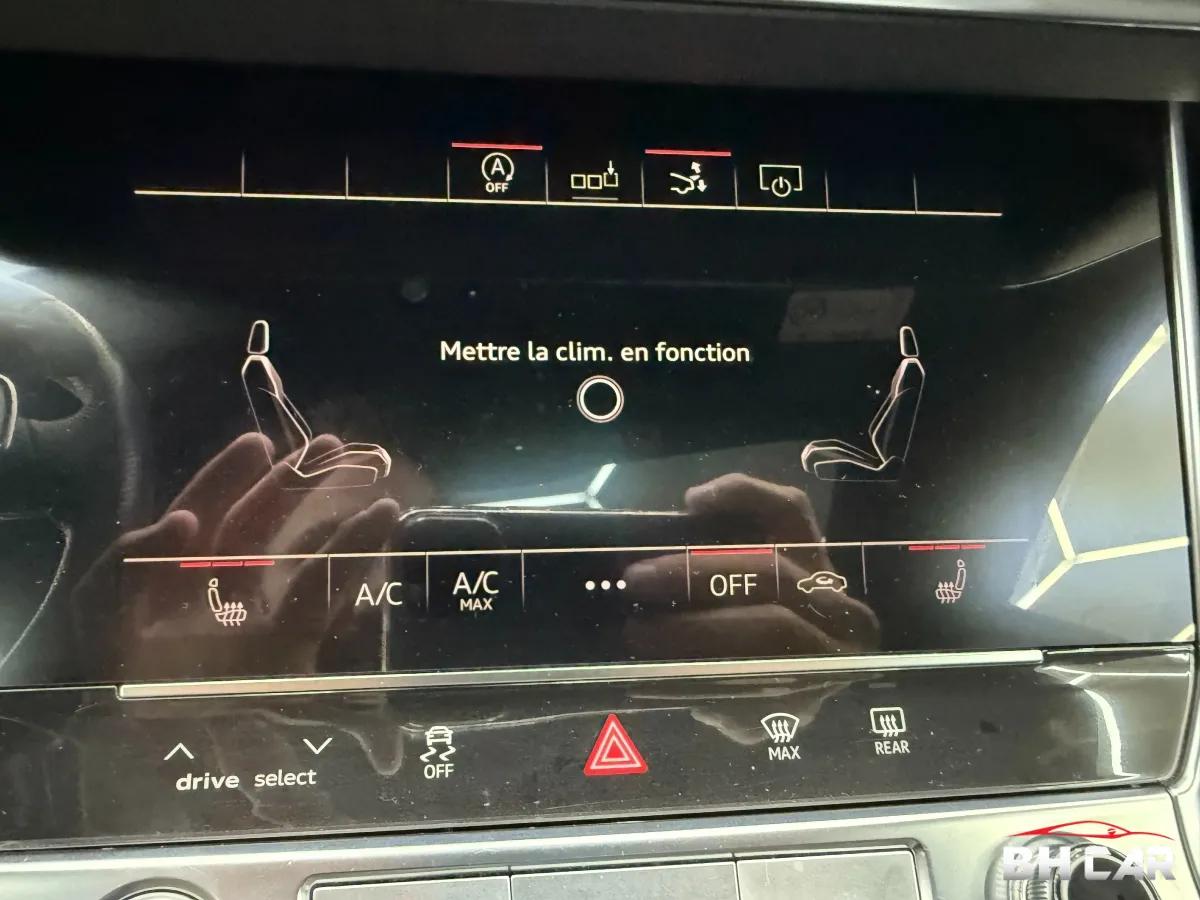 A
OFF
Mettre la clim. en fonction
A/C
A/C
MAX
OFF
drive select
OFF
MAX
REAR
BH CAR